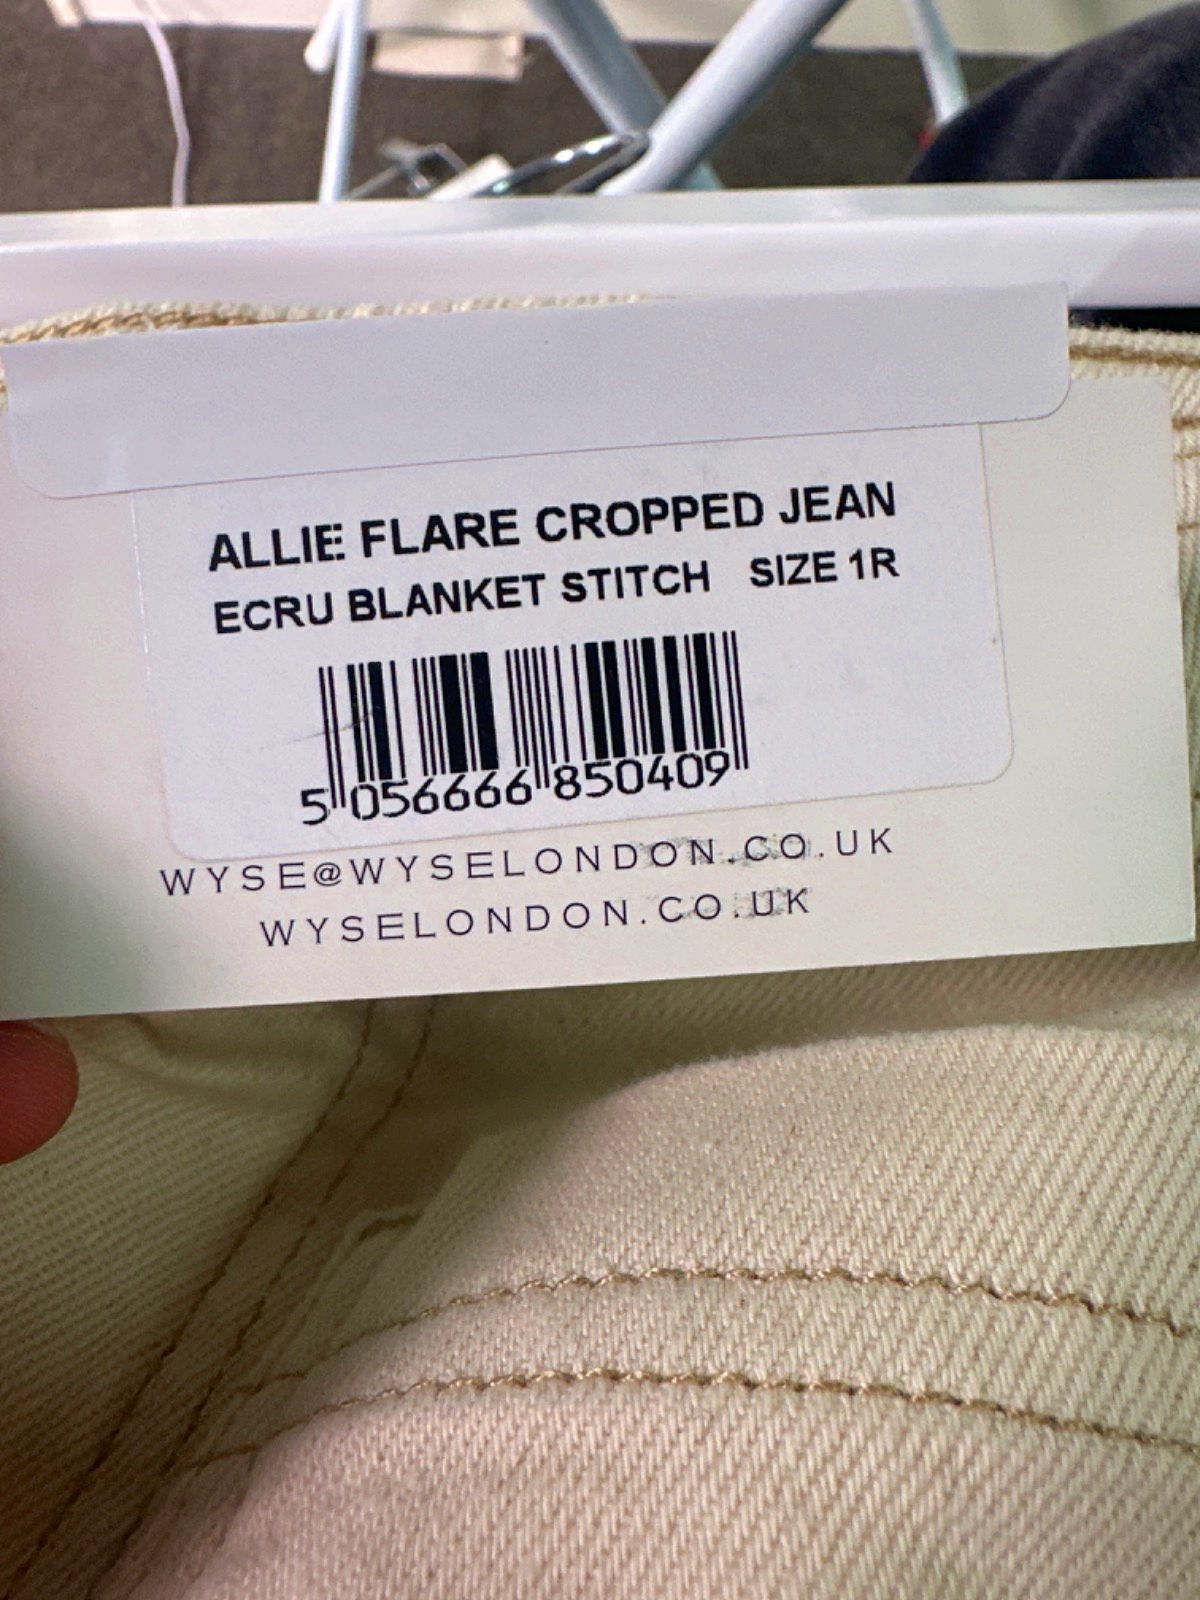 ALLIE FLARE CROPPED JEAN
ECRU BLANKET STITCH SIZE 1R
5 056666 850409
WYSE@WYSELONDON.CO.UK
WYSELONDON.CO.UK